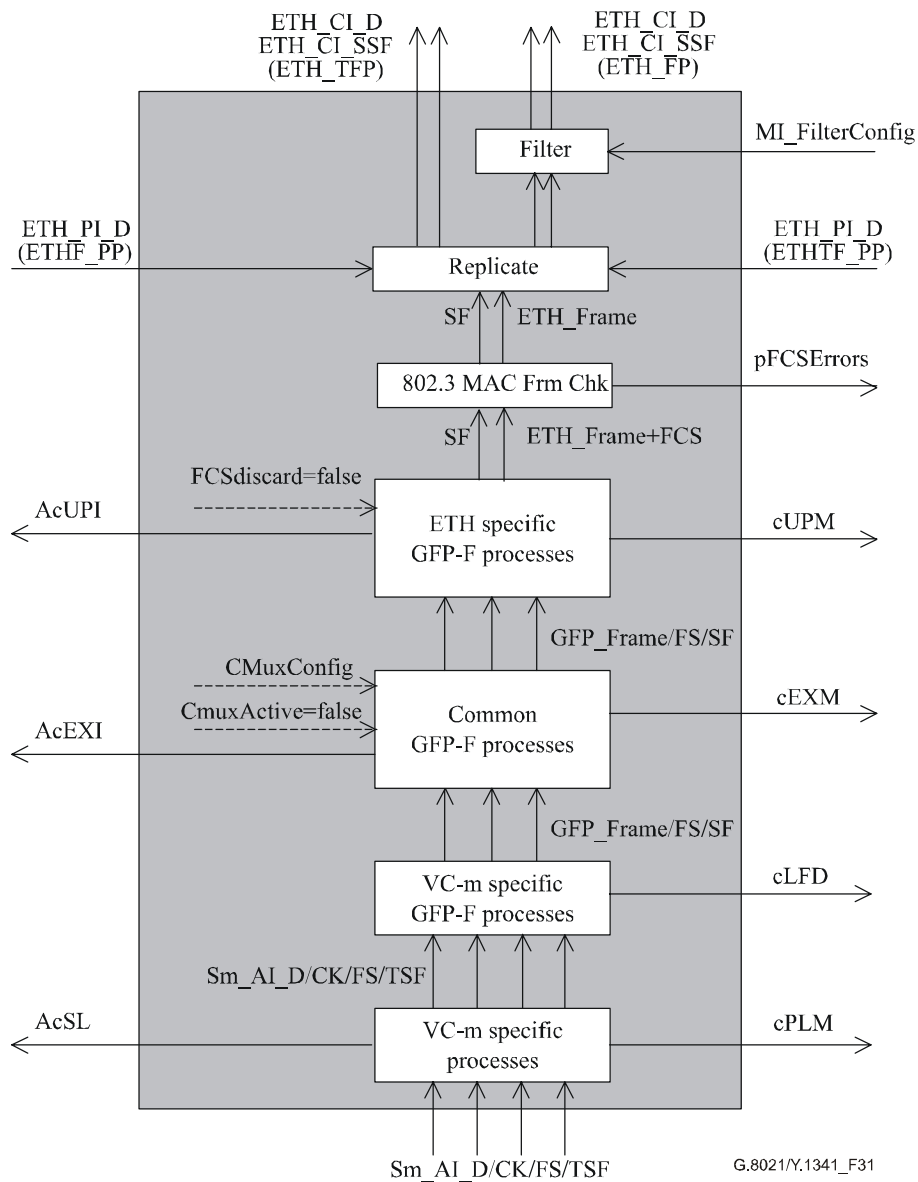 ETH_CI_D
ETH_CI_SSF
(ETH_TFP)
ETH_CI_D
ETH_CI_SSF
(ETH_FP)
Filter
MI_FilterConfig
ETH_PI_D
(ETHF_PP)
Replicate
ETH_PI_D
(ETHTF_PP)
SF
ETH_Frame
802.3 MAC Frm Chk
pFCSErrors
SF
ETH_Frame+FCS
FCSdiscard=false
AcUPI
ETH specific
GFP-F processes
cUPM
GFP_Frame/FS/SF
CMuxConfig
CmuxActive=false
AcEXI
Common
GFP-F processes
cEXM
GFP_Frame/FS/SF
VC-m specific
GFP-F processes
cLFD
Sm_AI_D/CK/FS/TSF
AcSL
VC-m specific
processes
cPLM
Sm_AI_D/CK/FS/TSF
G.8021/Y.1341_F31